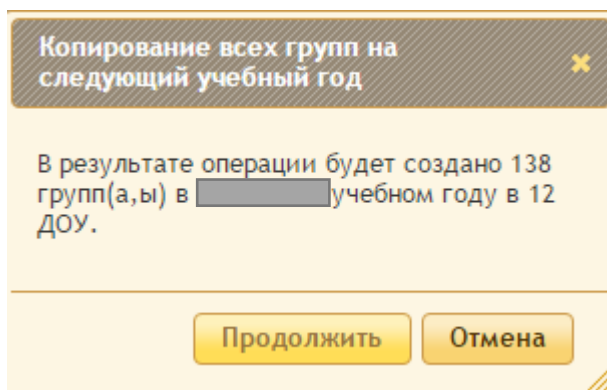 Копирование всех групп на
следующий учебный год
В результате операции будет создано 138
групп(а,ы) в учебном году в 12
ДОУ.
Продолжить
Отмена